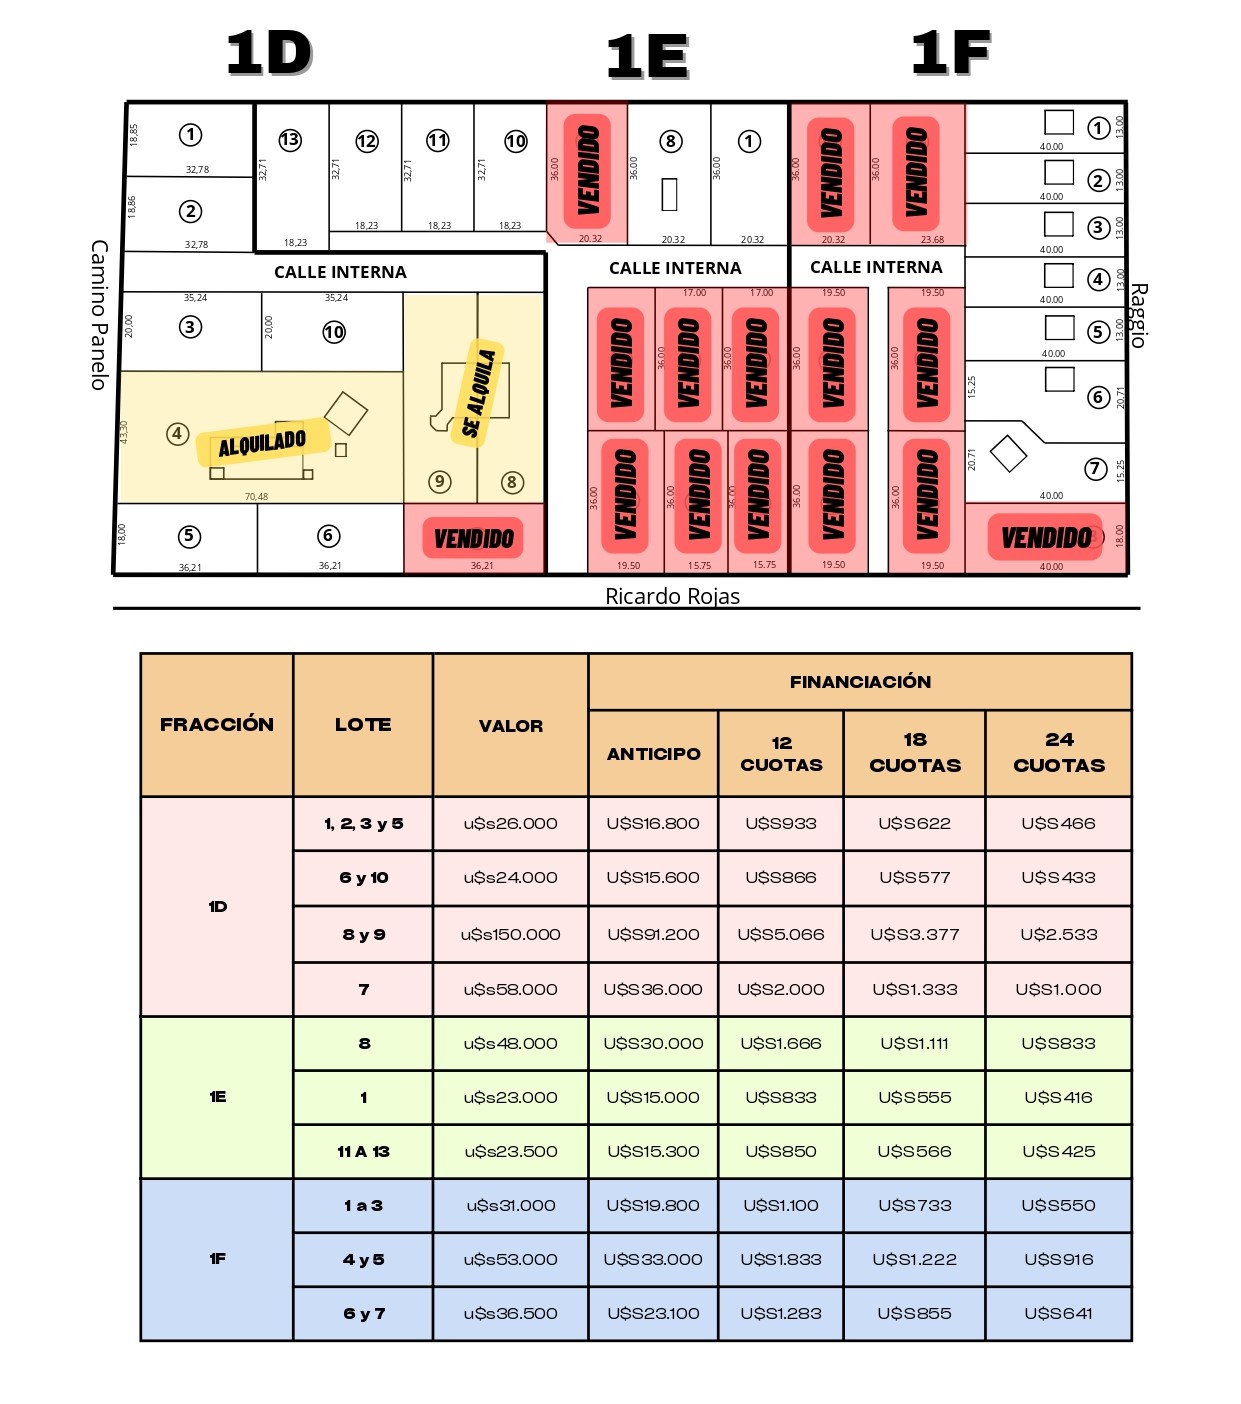 1D 1E 1F
18,85
1
32,78
18,86
2
32,78
13
32,71
18,23
12
32,71
18,23
11
32,71
18,23
10
32,71
18,23
VENDIDO
36.00
20.32
8
36.00
20.32
1
36.00
20.32
VENDIDO
36.00
20.32
VENDIDO
36.00
23.68
1
13.00
40.00
2
13.00
40.00
3
13.00
40.00
4
13.00
40.00
5
13.00
40.00
6
15.25
20,71
7
20.71
15.25
40.00
VENDIDO
18.00
40.00
Camino Panelo
Raggio
CALLE INTERNA
CALLE INTERNA
CALLE INTERNA
35,24
3
20,00
35,24
10
20,00
4
ALQUILADO
43,30
70,48
SE ALQUILA
9
8
5
18,00
36,21
6
36,21
VENDIDO
36,21
VENDIDO
17.00
36.00
VENDIDO
17.00
36.00
VENDIDO
19.50
36.00
VENDIDO
19.50
36.00
VENDIDO
36.00
VENDIDO
19.50
36.00
VENDIDO
15.75
36.00
VENDIDO
15.75
36.00
VENDIDO
19.50
36.00
VENDIDO
19.50
Ricardo Rojas
FRACCIÓN LOTE VALOR FINANCIACIÓN
ANTICIPO 12 CUOTAS 18 CUOTAS 24 CUOTAS
1D
1, 2, 3 y 5 u$s26.000 U$S16.800 U$S933 U$S622 U$S466
6 y 10 u$s24.000 U$S15.600 U$S866 U$S577 U$S433
8 y 9 u$s150.000 U$S91.200 U$S5.066 U$S3.377 U$2.533
7 u$s58.000 U$S36.000 U$S2.000 U$S1.333 U$S1.000
1E
8 u$s48.000 U$S30.000 U$S1.666 U$S1.111 U$S833
1 u$s23.000 U$S15.000 U$S833 U$S555 U$S416
11 A 13 u$s23.500 U$S15.300 U$S850 U$S566 U$S425
1F
1 a 3 u$s31.000 U$S19.800 U$S1.100 U$S733 U$S550
4 y 5 u$s53.000 U$S33.000 U$S1.833 U$S1.222 U$S916
6 y 7 u$s36.500 U$S23.100 U$S1.283 U$S855 U$S641